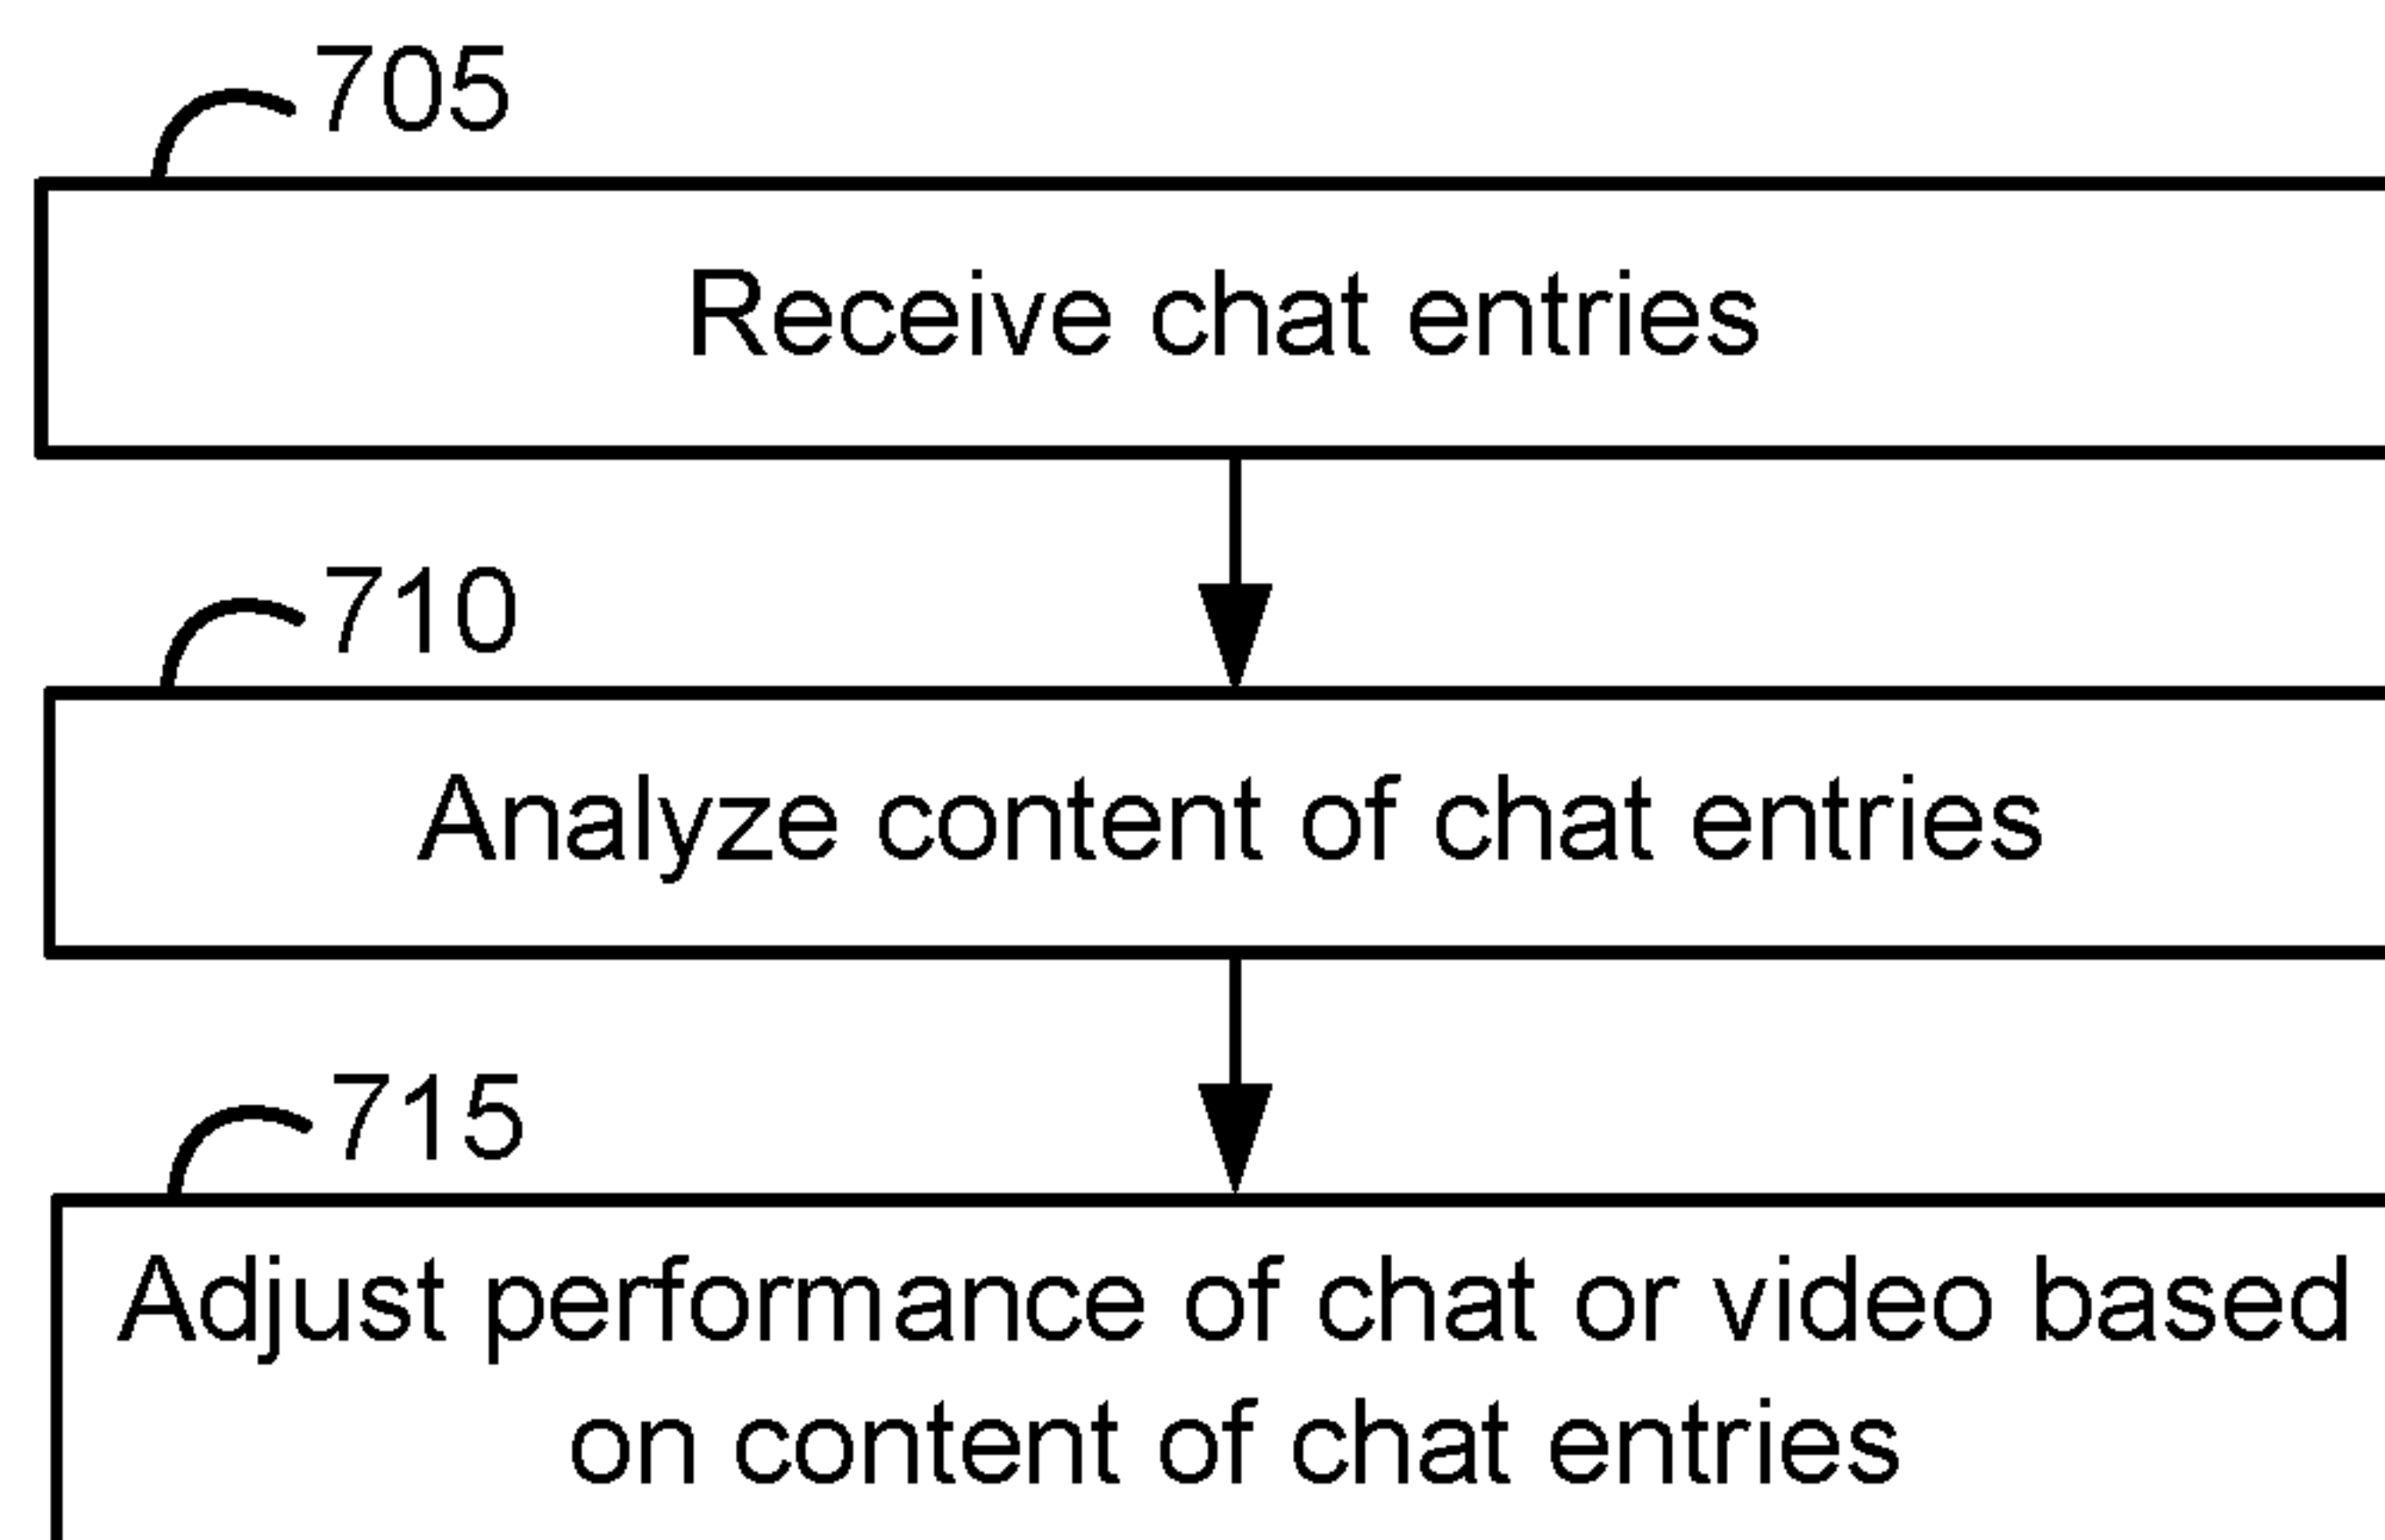 705
Receive chat entries
710
Analyze content of chat entries
715
Adjust performance of chat or video based
on content of chat entries